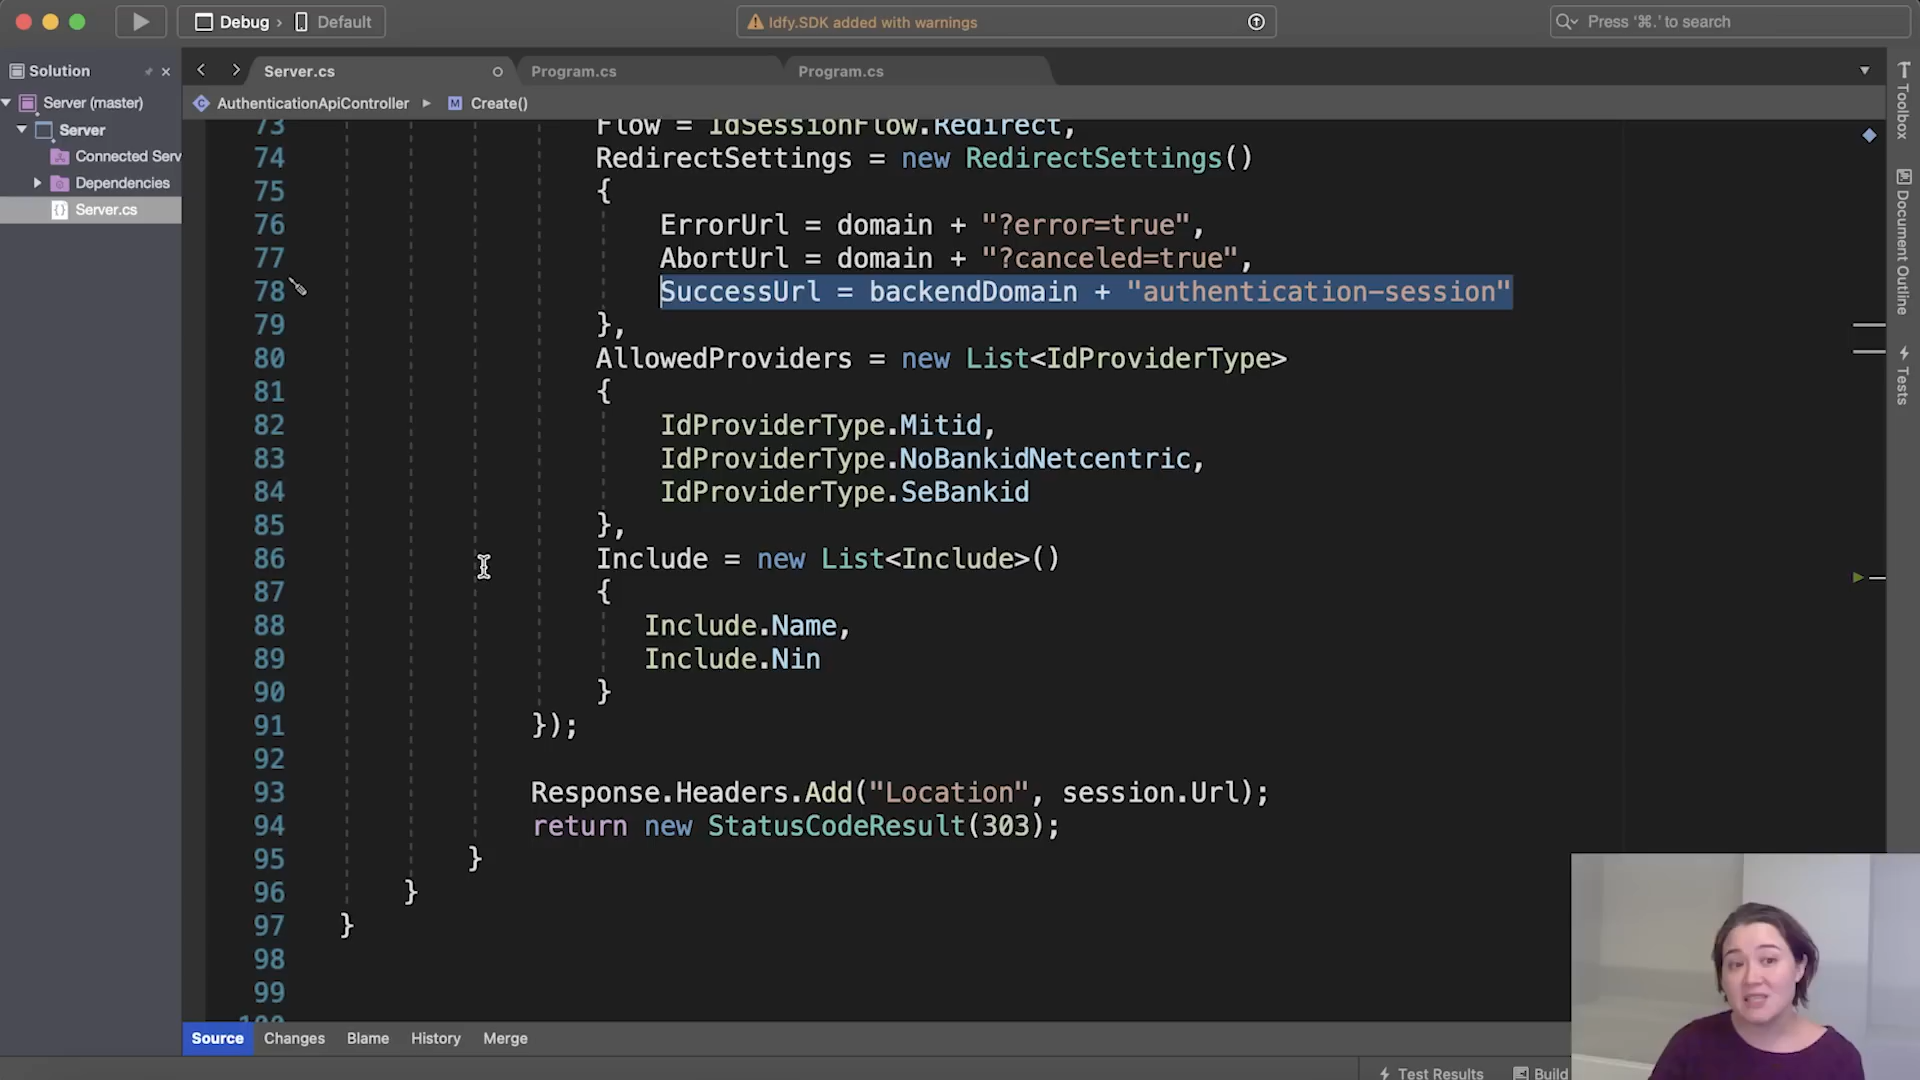 Debug › Default
Idfy.SDK added with warnings
Press ‘⌘.’ to search
Solution
Server (master)
Server
Connected Serv
Dependencies
Server.cs
Server.cs
Program.cs
Program.cs
AuthenticationApiController
Create()
73 Flow = IdSessionFlow.Redirect,
74 RedirectSettings = new RedirectSettings()
75 {
76 ErrorUrl = domain + "?error=true",
77 AbortUrl = domain + "?canceled=true",
78 SuccessUrl = backendDomain + "authentication-session"
79 },
80 AllowedProviders = new List<IdProviderType>
81 {
82 IdProviderType.Mitid,
83 IdProviderType.NoBankidNetcentric,
84 IdProviderType.SeBankid
85 },
86 Include = new List<Include>()
87 {
88 Include.Name,
89 Include.Nin
90 }
91 });
92
93 Response.Headers.Add("Location", session.Url);
94 return new StatusCodeResult(303);
95 }
96 }
97 }
98
99
100
Source Changes Blame History Merge
Test Results Build
Toolbox
Document Outline
Tests